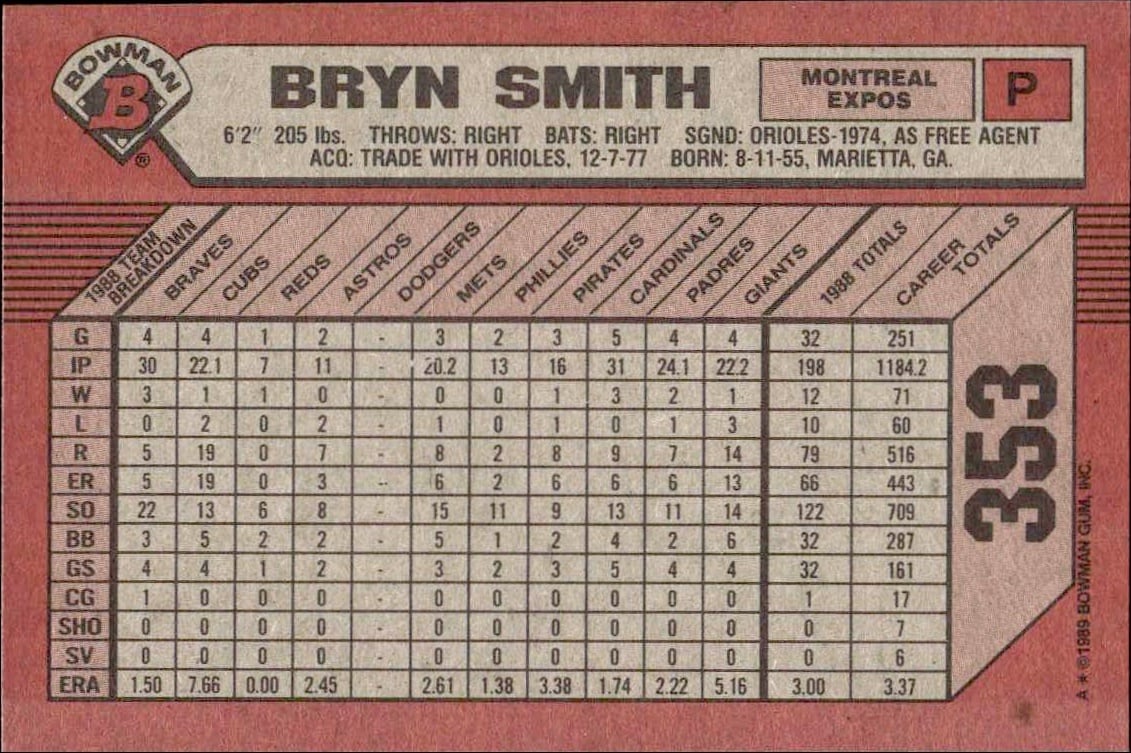 BOWMAN
B
®
BRYN SMITH
MONTREAL
EXPOS
P
6'2" 205 lbs. THROWS: RIGHT BATS: RIGHT SGND: ORIOLES-1974, AS FREE AGENT
ACQ: TRADE WITH ORIOLES, 12-7-77 BORN: 8-11-55, MARIETTA, GA.
1988 TEAM
BREAKDOWN
BRAVES
CUBS
REDS
ASTROS
DODGERS
METS
PHILLIES
PIRATES
CARDINALS
PADRES
GIANTS
1988 TOTALS
CAREER
TOTALS
G 4 4 1 2 - 3 2 3 5 4 4 32 251
IP 30 22.1 7 11 - 20.2 13 16 31 24.1 22.2 198 1184.2
W 3 1 1 0 - 0 0 1 3 2 1 12 71
L 0 2 0 2 - 1 0 1 0 1 3 10 60
R 5 19 0 7 - 8 2 8 9 7 14 79 516
ER 5 19 0 3 - 6 2 6 6 6 13 66 443
SO 22 13 6 8 - 15 11 9 13 11 14 122 709
BB 3 5 2 2 - 5 1 2 4 2 6 32 287
GS 4 4 1 2 - 3 2 3 5 4 4 32 161
CG 1 0 0 0 - 0 0 0 0 0 0 1 17
SHO 0 0 0 0 - 0 0 0 0 0 0 0 7
SV 0 0 0 0 - 0 0 0 0 0 0 0 6
ERA 1.50 7.66 0.00 2.45 - 2.61 1.38 3.38 1.74 2.22 5.16 3.00 3.37
353
A * ©1989 BOWMAN GUM, INC.